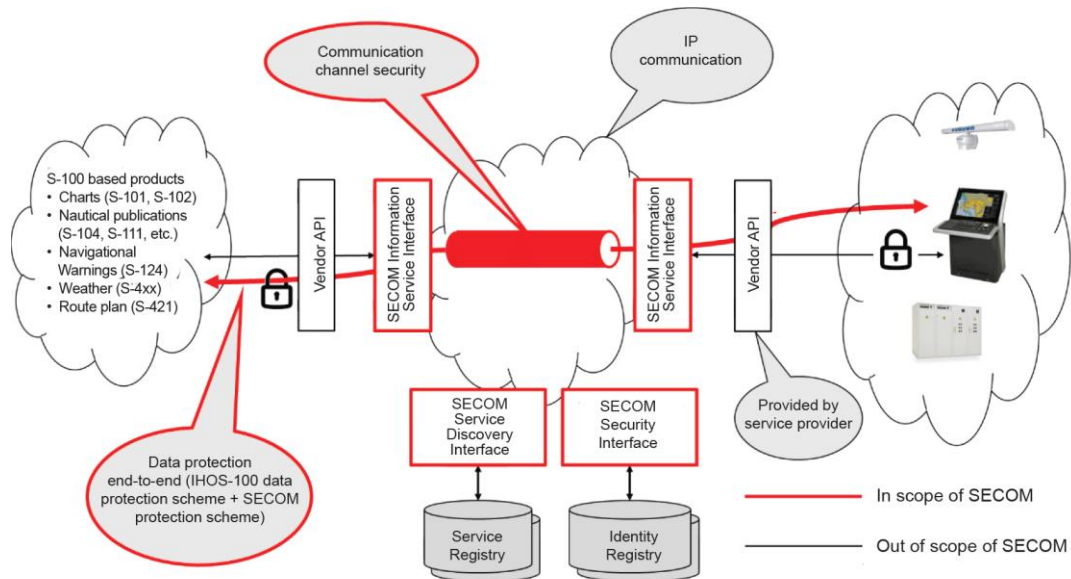 Communication
channel security
IP
communication
S-100 based products
• Charts (S-101, S-102)
• Nautical publications
(S-104, S-111, etc.)
• Navigational
Warnings (S-124)
• Weather (S-4xx)
• Route plan (S-421)
Vendor API
SECOM Information
Service Interface
SECOM Information
Service Interface
Vendor API
Data protection
end-to-end (IHOS-100 data
protection scheme + SECOM
protection scheme)
SECOM
Service
Discovery
Interface
SECOM
Security
Interface
Provided by
service provider
Service
Registry
Identity
Registry
In scope of SECOM
Out of scope of SECOM